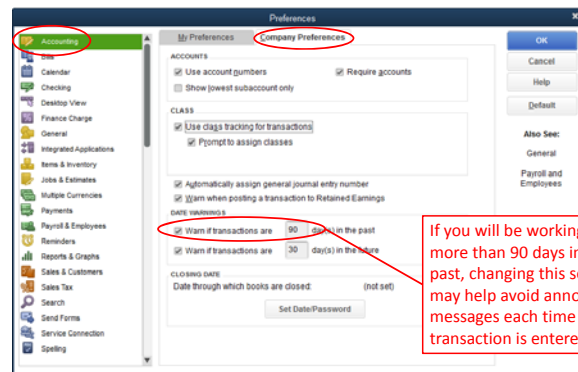 Preferences
Accounting
Bills
Calendar
Checking
Desktop View
Finance Charge
General
Integrated Applications
Items & Inventory
Jobs & Estimates
Multiple Currencies
Payments
Payroll & Employees
Reminders
Reports & Graphs
Sales & Customers
Sales Tax
Search
Send Forms
Service Connection
Spelling
My Preferences
Company Preferences
ACCOUNTS
Use account numbers
Require accounts
Show lowest subaccount only
CLASS
Use class tracking for transactions
Prompt to assign classes
Automatically assign general journal entry number
Warn when posting a transaction to Retained Earnings
DATE WARNINGS
Warn if transactions are 90 day(s) in the past
Warn if transactions are 30 day(s) in the future
CLOSING DATE
Date through which books are closed: (not set)
Set Date/Password
OK
Cancel
Help
Default
Also See:
General
Payroll and
Employees
If you will be working
more than 90 days in
past, changing this se
may help avoid anno
messages each time
transaction is entere